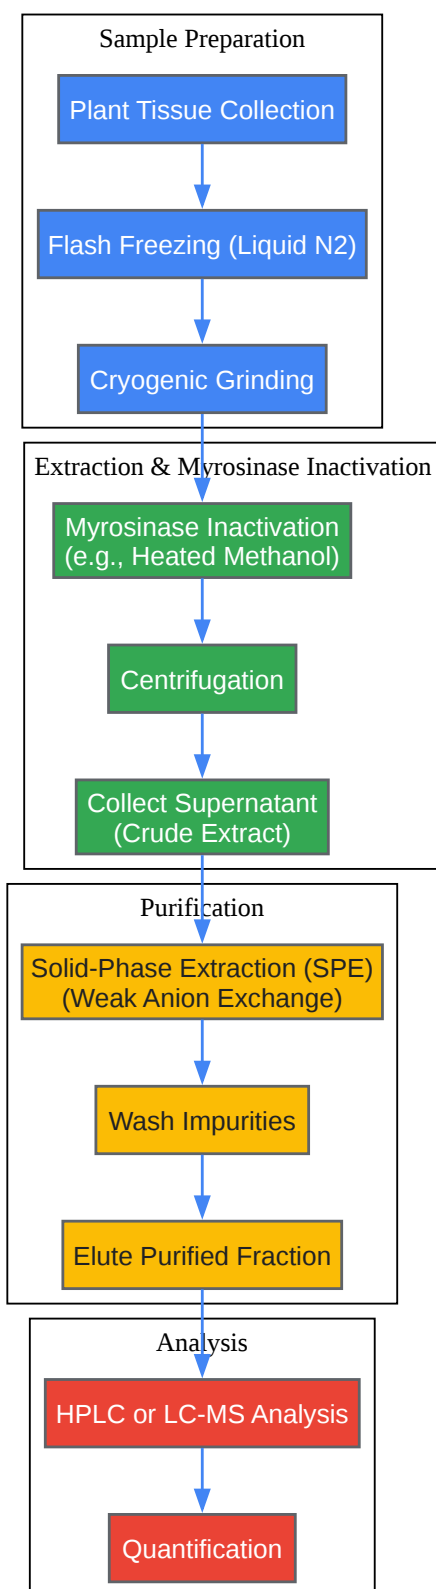 Sample Preparation
Plant Tissue Collection
Flash Freezing (Liquid N2)
Cryogenic Grinding
Extraction & Myrosinase Inactivation
Myrosinase Inactivation
(e.g., Heated Methanol)
Centrifugation
Collect Supernatant
(Crude Extract)
Purification
Solid-Phase Extraction (SPE)
(Weak Anion Exchange)
Wash Impurities
Elute Purified Fraction
Analysis
HPLC or LC-MS Analysis
Quantification